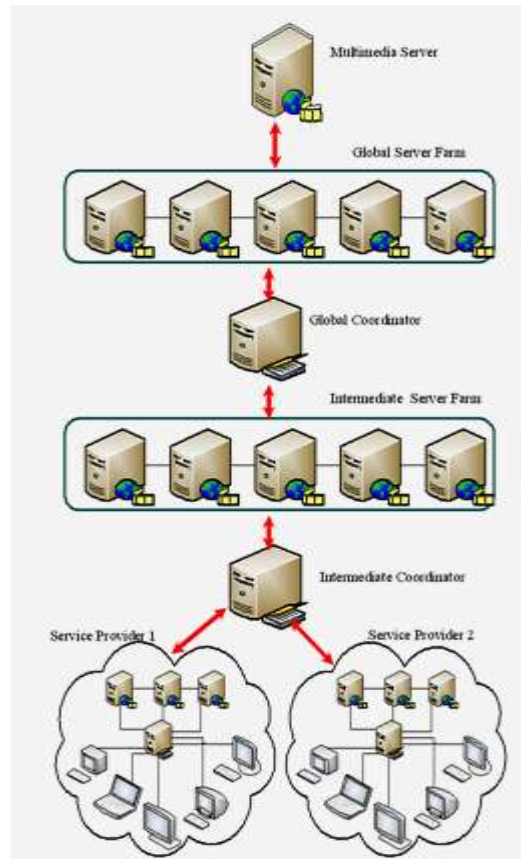 Multimedia Server
Global Server Farm
Global Coordinator
Intermediate Server Farm
Intermediate Coordinator
Service Provider 1
Service Provider 2